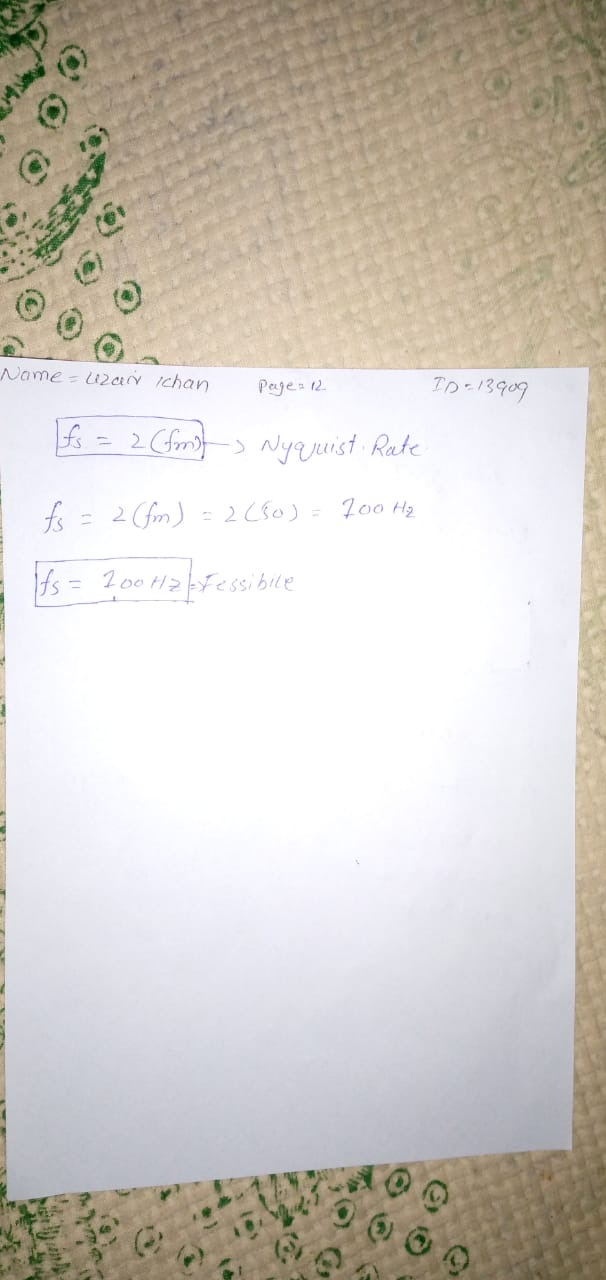 Name = Uzair Khan Page = 12 ID = 13909
fs = 2(fm) → Nyquist Rate
fs = 2(fm) = 2(50) = 100 Hz
fs = 100 Hz = Fessibile